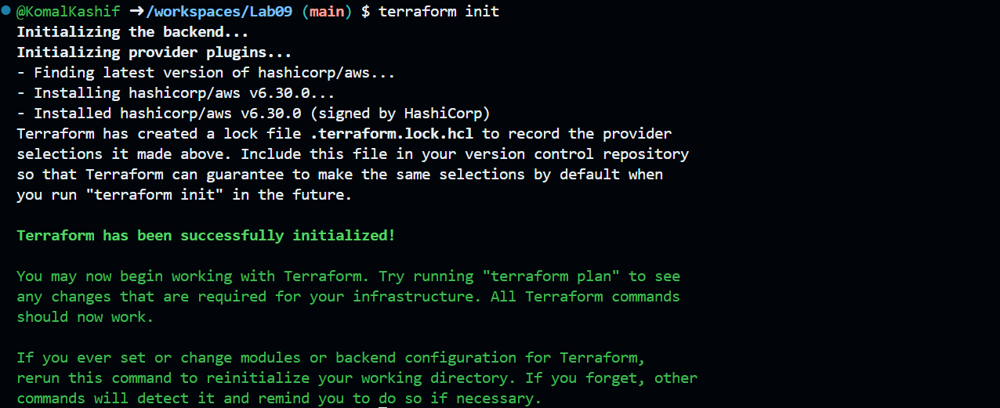 @KomalKashif ➜/workspaces/Lab09 (main) $ terraform init
Initializing the backend...
Initializing provider plugins...
- Finding latest version of hashicorp/aws...
- Installing hashicorp/aws v6.30.0...
- Installed hashicorp/aws v6.30.0 (signed by HashiCorp)
Terraform has created a lock file .terraform.lock.hcl to record the provider
selections it made above. Include this file in your version control repository
so that Terraform can guarantee to make the same selections by default when
you run "terraform init" in the future.
Terraform has been successfully initialized!
You may now begin working with Terraform. Try running "terraform plan" to see
any changes that are required for your infrastructure. All Terraform commands
should now work.
If you ever set or change modules or backend configuration for Terraform,
rerun this command to reinitialize your working directory. If you forget, other
commands will detect it and remind you to do so if necessary.